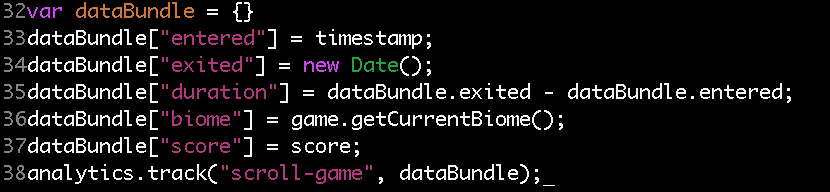 32var dataBundle = {}
33dataBundle["entered"] = timestamp;
34dataBundle["exited"] = new Date();
35dataBundle["duration"] = dataBundle.exited - dataBundle.entered;
36dataBundle["biome"] = game.getCurrentBiome();
37dataBundle["score"] = score;
38analytics.track("scroll-game", dataBundle);_